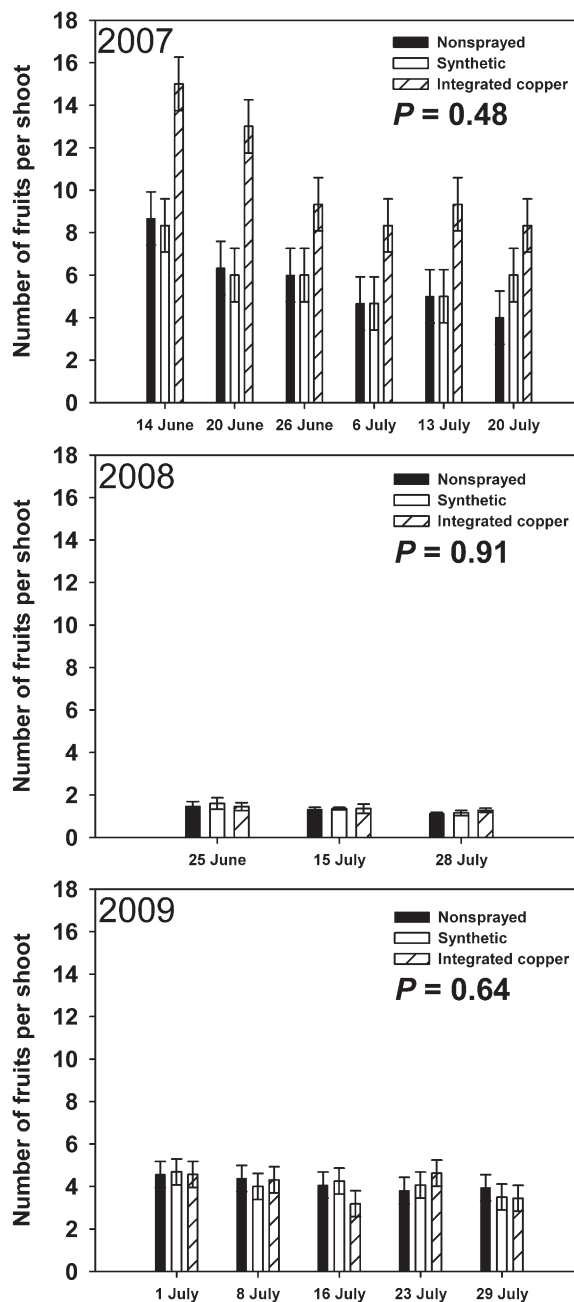 2007
Nonsprayed
Synthetic
Integrated copper
P = 0.48
Number of fruits per shoot
18
16
14
12
10
8
6
4
2
0
14 June 20 June 26 June 6 July 13 July 20 July
2008
Nonsprayed
Synthetic
Integrated copper
P = 0.91
Number of fruits per shoot
18
16
14
12
10
8
6
4
2
0
25 June 15 July 28 July
2009
Nonsprayed
Synthetic
Integrated copper
P = 0.64
Number of fruits per shoot
18
16
14
12
10
8
6
4
2
0
1 July 8 July 16 July 23 July 29 July